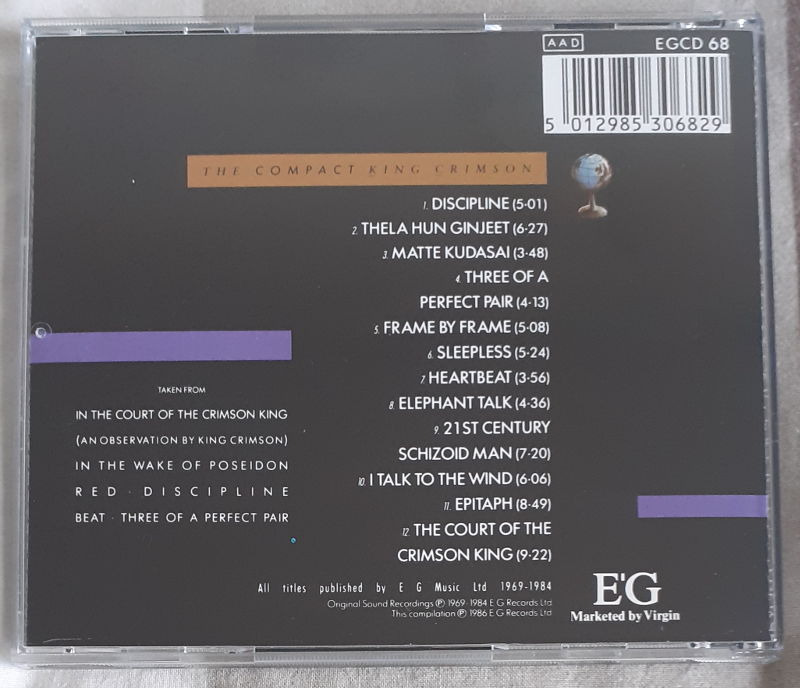 AAD EGCD 68
5 012985 306829
THE COMPACT KING CRIMSON
1. DISCIPLINE (5·01)
2. THELA HUN GINJEET (6·27)
3. MATTE KUDASAI (3·48)
4. THREE OF A
PERFECT PAIR (4·13)
5. FRAME BY FRAME (5·08)
6. SLEEPLESS (5·24)
7. HEARTBEAT (3·56)
8. ELEPHANT TALK (4·36)
9. 21ST CENTURY
SCHIZOID MAN (7·20)
10. I TALK TO THE WIND (6·06)
11. EPITAPH (8·49)
12. THE COURT OF THE
CRIMSON KING (9·22)
TAKEN FROM
IN THE COURT OF THE CRIMSON KING
(AN OBSERVATION BY KING CRIMSON)
IN THE WAKE OF POSEIDON
RED · DISCIPLINE
BEAT · THREE OF A PERFECT PAIR
All titles published by E G Music Ltd 1969-1984
Original Sound Recordings ℗ 1969-1984 E G Records Ltd
This compilation ℗ 1986 E G Records Ltd
E'G
Marketed by Virgin